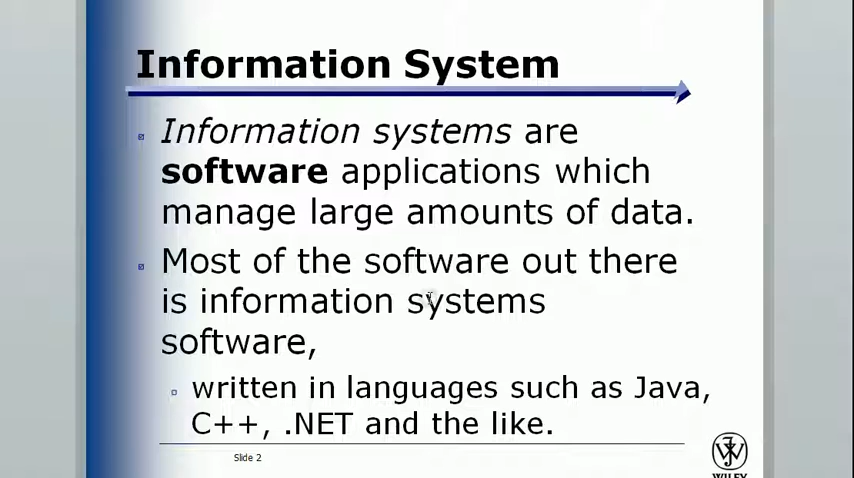 Information System
Information systems are
software applications which
manage large amounts of data.
Most of the software out there
is information systems
software,
written in languages such as Java,
C++, .NET and the like.
Slide 2
WILEY